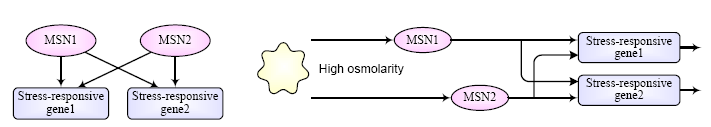 MSN1
MSN2
Stress-responsive
gene1
Stress-responsive
gene2
High osmolarity
MSN1
MSN2
Stress-responsive
gene1
Stress-responsive
gene2